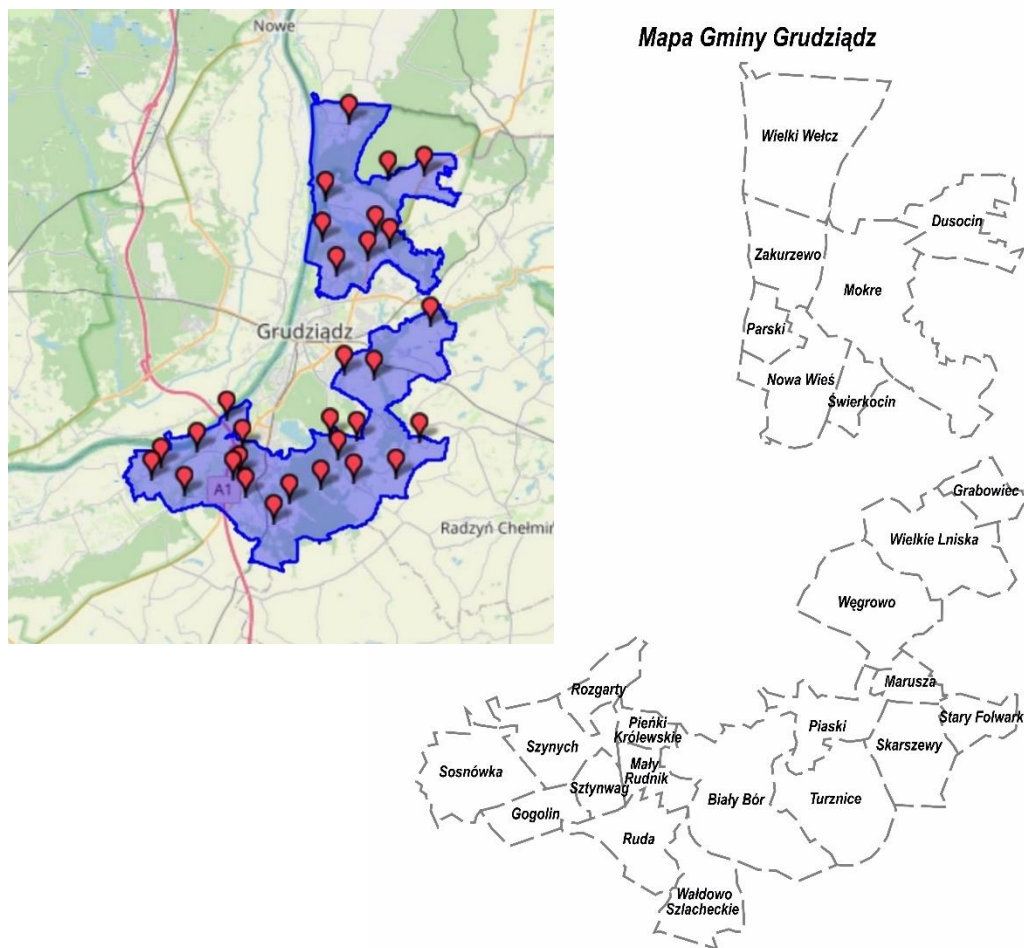 Nowe
Grudziądz
A1
Radzyń Chełmiń
Mapa Gminy Grudziądz
Wielki Wełcz
Dusocin
Zakurzewo
Mokre
Parski
Nowa Wieś
Świerkocin
Grabowiec
Wielkie Lniska
Węgrowo
Marusza
Rozgarty
Stary Folwark
Pieńki
Królewskie
Piaski
Szynych
Skarszewy
Sosnówka
Mały
Rudnik
Sztynwag
Biały Bór
Turznice
Gogolin
Ruda
Wałdowo
Szlacheckie